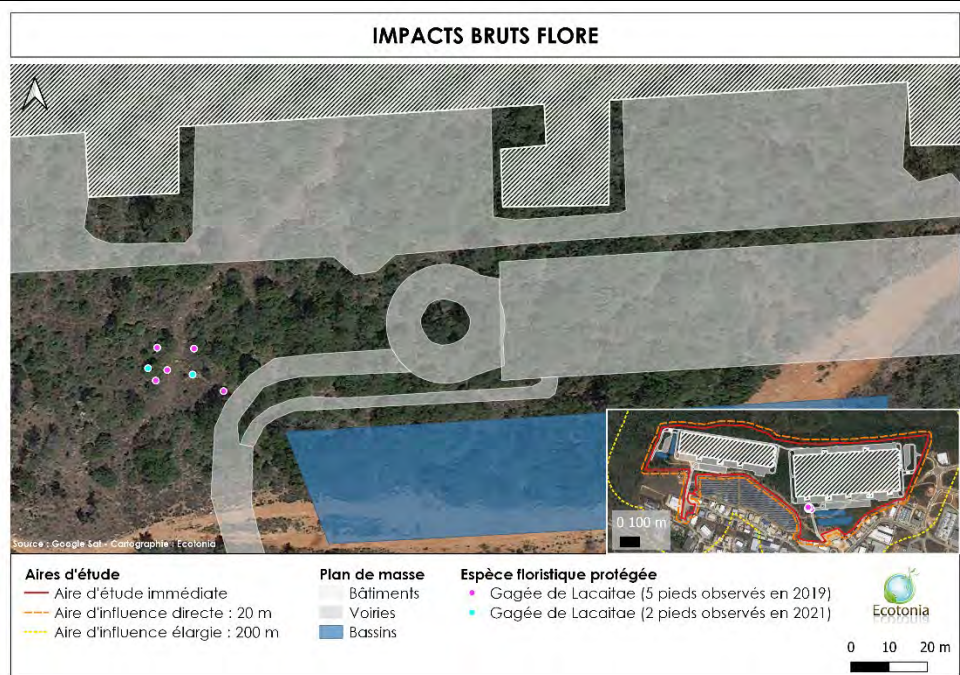 IMPACTS BRUTS FLORE
0 100 m
Source : Google Sat - Cartographie : Ecotonia
Aires d'étude
Aire d'étude immédiate
Aire d'influence directe : 20 m
Aire d'influence élargie : 200 m
Plan de masse
Bâtiments
Voiries
Bassins
Espèce floristique protégée
Gagée de Lacaitae (5 pieds observés en 2019)
Gagée de Lacaitae (2 pieds observés en 2021)
Ecotonia
0 10 20 m